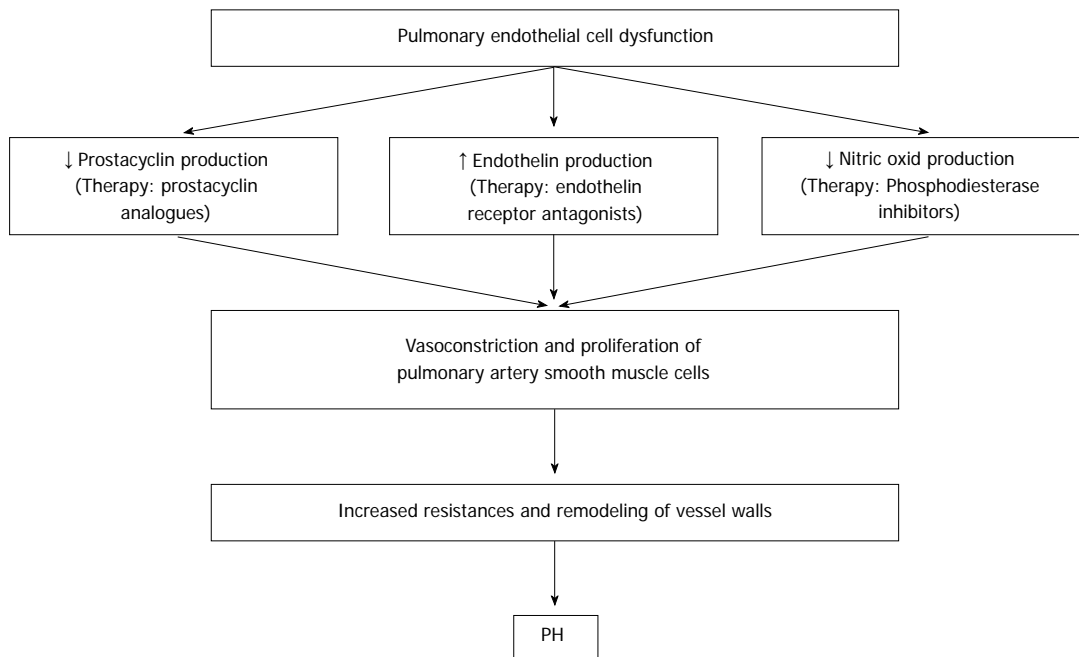 Pulmonary endothelial cell dysfunction
↓ Prostacyclin production
(Therapy: prostacyclin
analogues)
↑ Endothelin production
(Therapy: endothelin
receptor antagonists)
↓ Nitric oxid production
(Therapy: Phosphodiesterase
inhibitors)
Vasoconstriction and proliferation of
pulmonary artery smooth muscle cells
Increased resistances and remodeling of vessel walls
PH